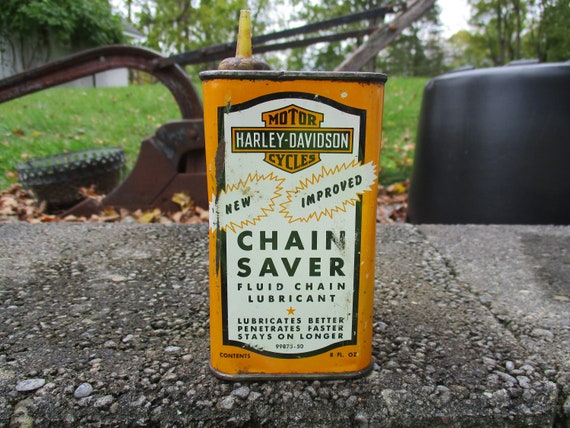 MOTOR
HARLEY-DAVIDSON
CYCLES
NEW
IMPROVED
CHAIN
SAVER
FLUID CHAIN
LUBRICANT
LUBRICATES BETTER
PENETRATES FASTER
STAYS ON LONGER
99875-50
CONTENTS 8 FL. OZ